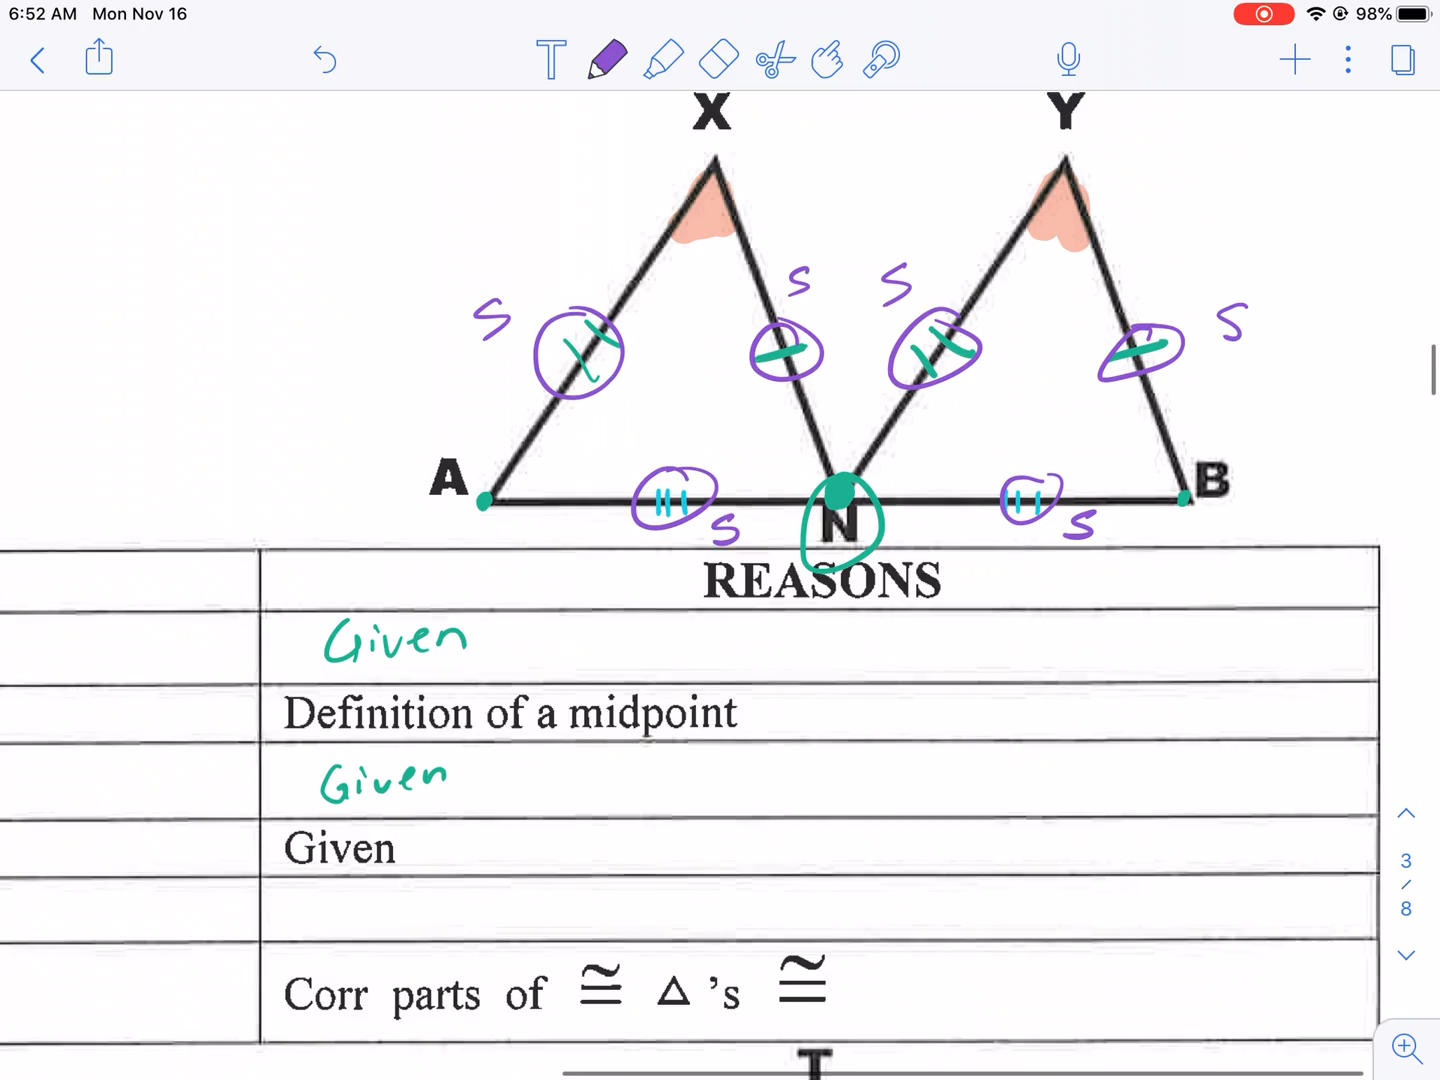 6:52 AM Mon Nov 16 98%
T
X Y
S S S S
A N B
S S
REASONS
Given
Definition of a midpoint
Given
Given
3
/
8
Corr parts of ≅ △ 's ≅
T